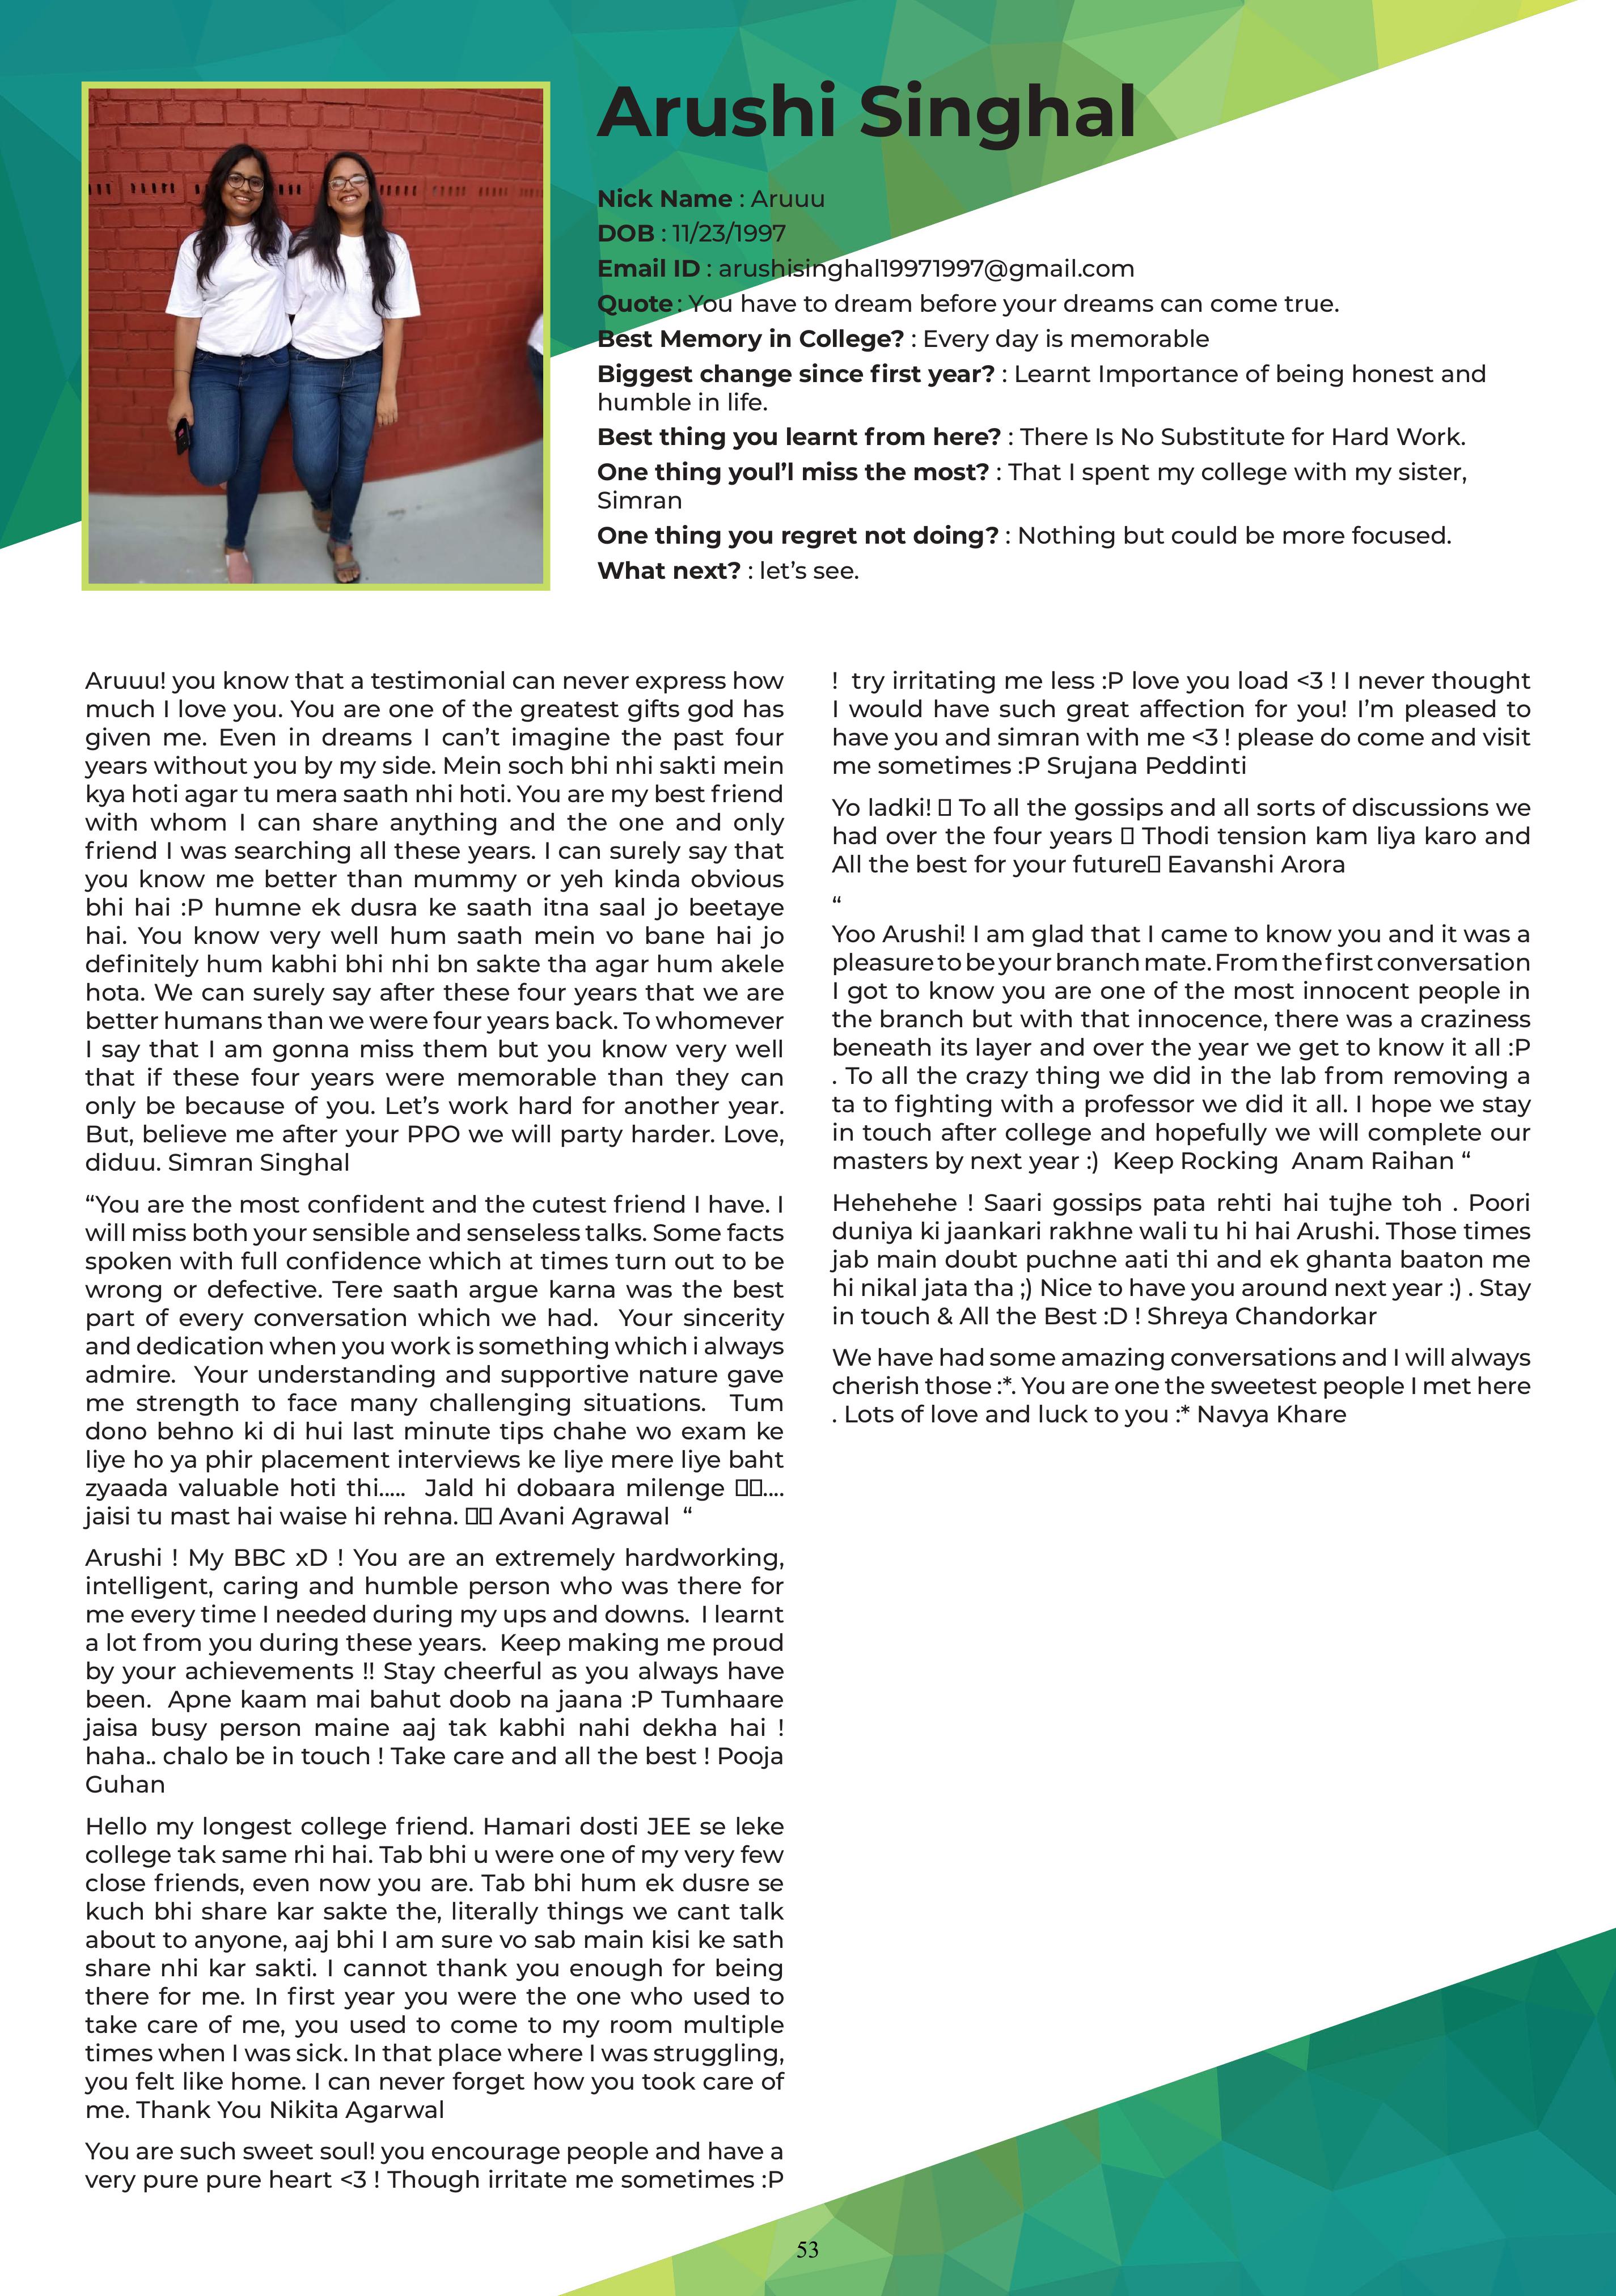 Arushi Singhal
Nick Name : Aruuu
DOB : 11/23/1997
Email ID : arushisinghal19971997@gmail.com
Quote : You have to dream before your dreams can come true.
Best Memory in College? : Every day is memorable
Biggest change since first year? : Learnt Importance of being honest and
humble in life.
Best thing you learnt from here? : There Is No Substitute for Hard Work.
One thing youl’l miss the most? : That I spent my college with my sister,
Simran
One thing you regret not doing? : Nothing but could be more focused.
What next? : let’s see.
Aruuu! you know that a testimonial can never express how
much I love you. You are one of the greatest gifts god has
given me. Even in dreams I can’t imagine the past four
years without you by my side. Mein soch bhi nhi sakti mein
kya hoti agar tu mera saath nhi hoti. You are my best friend
with whom I can share anything and the one and only
friend I was searching all these years. I can surely say that
you know me better than mummy or yeh kinda obvious
bhi hai :P humne ek dusra ke saath itna saal jo beetaye
hai. You know very well hum saath mein vo bane hai jo
definitely hum kabhi bhi nhi bn sakte tha agar hum akele
hota. We can surely say after these four years that we are
better humans than we were four years back. To whomever
I say that I am gonna miss them but you know very well
that if these four years were memorable than they can
only be because of you. Let’s work hard for another year.
But, believe me after your PPO we will party harder. Love,
diduu. Simran Singhal
“You are the most confident and the cutest friend I have. I
will miss both your sensible and senseless talks. Some facts
spoken with full confidence which at times turn out to be
wrong or defective. Tere saath argue karna was the best
part of every conversation which we had. Your sincerity
and dedication when you work is something which i always
admire. Your understanding and supportive nature gave
me strength to face many challenging situations. Tum
dono behno ki di hui last minute tips chahe wo exam ke
liye ho ya phir placement interviews ke liye mere liye baht
zyaada valuable hoti thi..... Jald hi dobaara milenge ▯▯....
jaisi tu mast hai waise hi rehna. ▯▯ Avani Agrawal “
Arushi ! My BBC xD ! You are an extremely hardworking,
intelligent, caring and humble person who was there for
me every time I needed during my ups and downs. I learnt
a lot from you during these years. Keep making me proud
by your achievements !! Stay cheerful as you always have
been. Apne kaam mai bahut doob na jaana :P Tumhaare
jaisa busy person maine aaj tak kabhi nahi dekha hai !
haha.. chalo be in touch ! Take care and all the best ! Pooja
Guhan
Hello my longest college friend. Hamari dosti JEE se leke
college tak same rhi hai. Tab bhi u were one of my very few
close friends, even now you are. Tab bhi hum ek dusre se
kuch bhi share kar sakte the, literally things we cant talk
about to anyone, aaj bhi I am sure vo sab main kisi ke sath
share nhi kar sakti. I cannot thank you enough for being
there for me. In first year you were the one who used to
take care of me, you used to come to my room multiple
times when I was sick. In that place where I was struggling,
you felt like home. I can never forget how you took care of
me. Thank You Nikita Agarwal
You are such sweet soul! you encourage people and have a
very pure pure heart <3 ! Though irritate me sometimes :P
! try irritating me less :P love you load <3 ! I never thought
I would have such great affection for you! I’m pleased to
have you and simran with me <3 ! please do come and visit
me sometimes :P Srujana Peddinti
Yo ladki! ▯ To all the gossips and all sorts of discussions we
had over the four years ▯ Thodi tension kam liya karo and
All the best for your future▯ Eavanshi Arora
“
Yoo Arushi! I am glad that I came to know you and it was a
pleasure to be your branch mate. From the first conversation
I got to know you are one of the most innocent people in
the branch but with that innocence, there was a craziness
beneath its layer and over the year we get to know it all :P
. To all the crazy thing we did in the lab from removing a
ta to fighting with a professor we did it all. I hope we stay
in touch after college and hopefully we will complete our
masters by next year :) Keep Rocking Anam Raihan “
Hehehehe ! Saari gossips pata rehti hai tujhe toh . Poori
duniya ki jaankari rakhne wali tu hi hai Arushi. Those times
jab main doubt puchne aati thi and ek ghanta baaton me
hi nikal jata tha ;) Nice to have you around next year :) . Stay
in touch & All the Best :D ! Shreya Chandorkar
We have had some amazing conversations and I will always
cherish those :*. You are one the sweetest people I met here
. Lots of love and luck to you :* Navya Khare
53